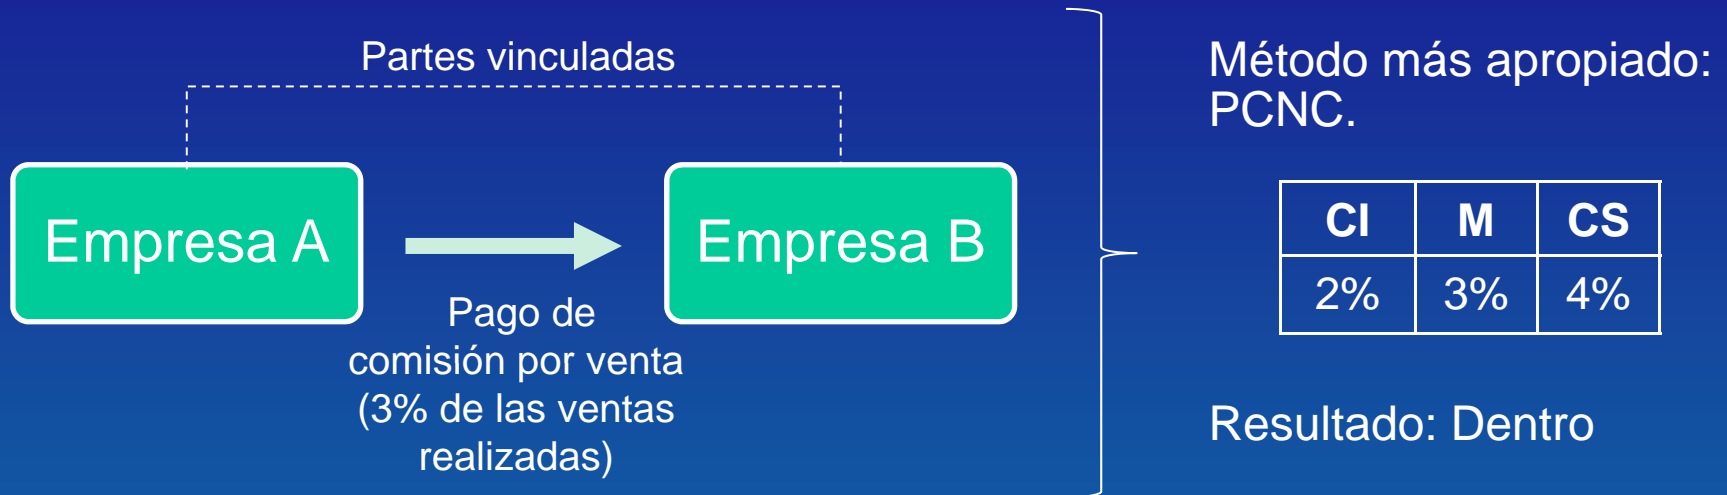 Partes vinculadas
Empresa A
Empresa B
Pago de
comisión por venta
(3% de las ventas
realizadas)
Método más apropiado:
PCNC.
CI M CS
2% 3% 4%
Resultado: Dentro